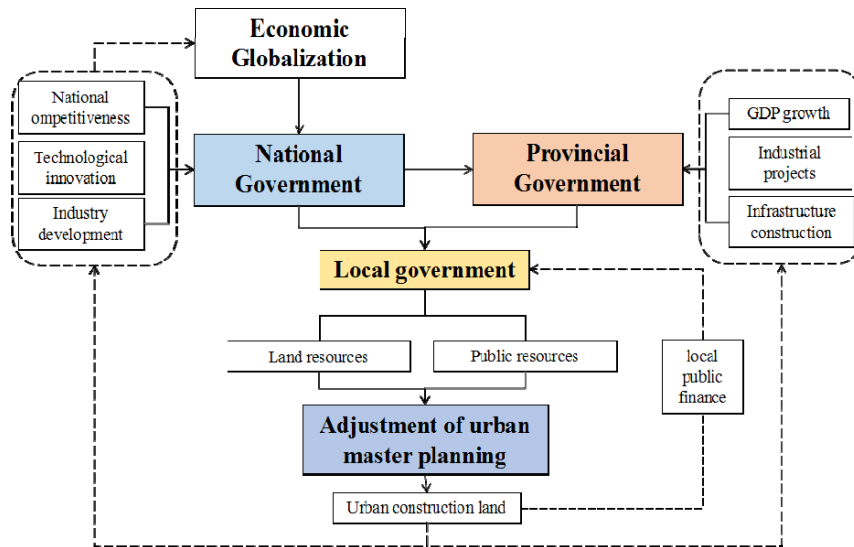 Economic
Globalization
National
ompetitiveness
Technological
innovation
Industry
development
National
Government
Provincial
Government
GDP growth
Industrial
projects
Infrastructure
construction
Local government
Land resources
Public resources
local
public
finance
Adjustment of urban
master planning
Urban construction land